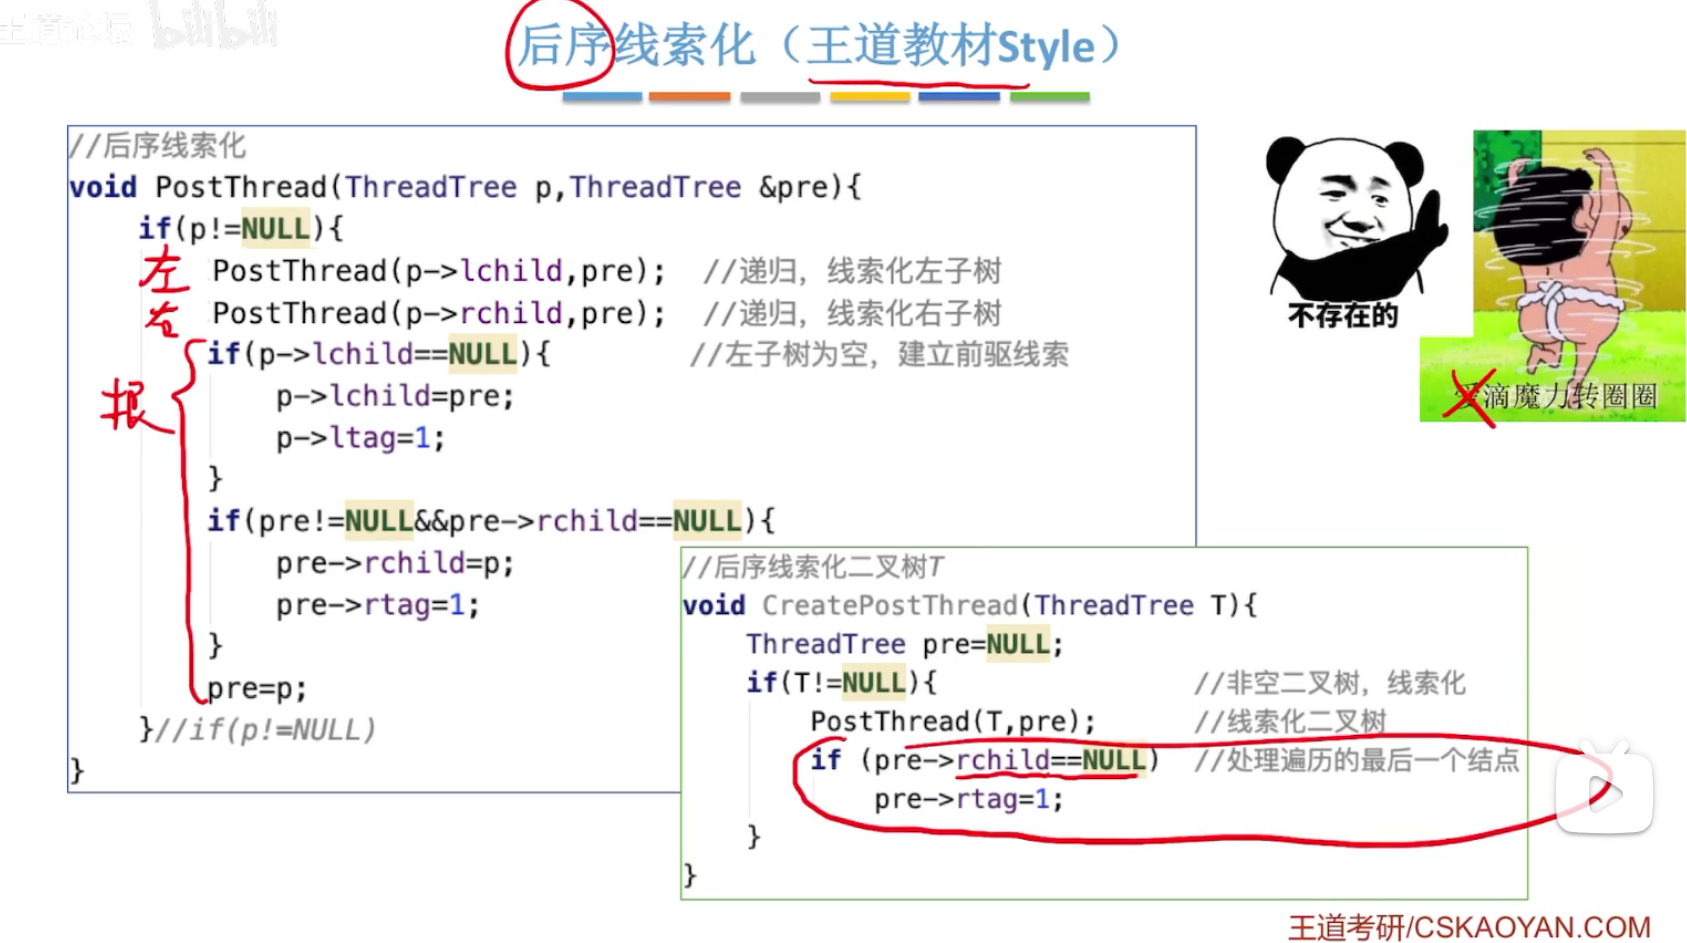 王道论坛 bilibili
后序线索化（王道教材Style）
//后序线索化
void PostThread(ThreadTree p,ThreadTree &pre){
if(p!=NULL){
左 PostThread(p->lchild,pre); //递归，线索化左子树
右 PostThread(p->rchild,pre); //递归，线索化右子树
根 if(p->lchild==NULL){ //左子树为空，建立前驱线索
p->lchild=pre;
p->ltag=1;
}
if(pre!=NULL&&pre->rchild==NULL){
pre->rchild=p;
pre->rtag=1;
}
pre=p;
}//if(p!=NULL)
}
//后序线索化二叉树T
void CreatePostThread(ThreadTree T){
ThreadTree pre=NULL;
if(T!=NULL){ //非空二叉树，线索化
PostThread(T,pre); //线索化二叉树
if (pre->rchild==NULL) //处理遍历的最后一个结点
pre->rtag=1;
}
}
不存在的
爱滴魔力转圈圈
王道考研/CSKAOYAN.COM